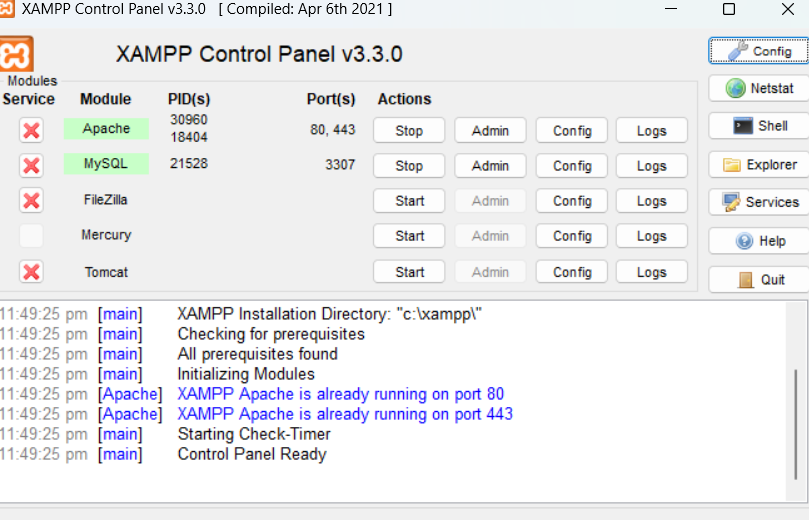 XAMPP Control Panel v3.3.0 [ Compiled: Apr 6th 2021 ]
XAMPP Control Panel v3.3.0
Config
Modules
Service Module PID(s) Port(s) Actions
Netstat
Apache 30960 18404 80, 443 Stop Admin Config Logs
Shell
MySQL 21528 3307 Stop Admin Config Logs
Explorer
FileZilla Start Admin Config Logs
Services
Mercury Start Admin Config Logs
Help
Tomcat Start Admin Config Logs
Quit
11:49:25 pm [main] XAMPP Installation Directory: "c:\xampp\"
11:49:25 pm [main] Checking for prerequisites
11:49:25 pm [main] All prerequisites found
11:49:25 pm [main] Initializing Modules
11:49:25 pm [Apache] XAMPP Apache is already running on port 80
11:49:25 pm [Apache] XAMPP Apache is already running on port 443
11:49:25 pm [main] Starting Check-Timer
11:49:25 pm [main] Control Panel Ready